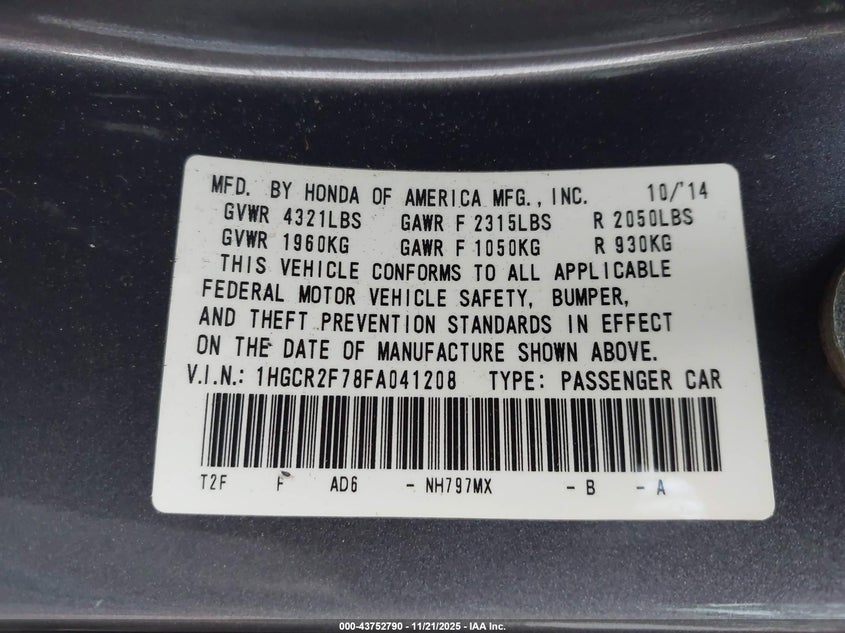 MFD. BY HONDA OF AMERICA MFG., INC. 10/'14
GVWR 4321LBS GAWR F 2315LBS R 2050LBS
GVWR 1960KG GAWR F 1050KG R 930KG
THIS VEHICLE CONFORMS TO ALL APPLICABLE
FEDERAL MOTOR VEHICLE SAFETY, BUMPER,
AND THEFT PREVENTION STANDARDS IN EFFECT
ON THE DATE OF MANUFACTURE SHOWN ABOVE.
V.I.N.: 1HGCR2F78FA041208 TYPE: PASSENGER CAR
T2F F AD6 - NH797MX - B - A
000-43752790 - 11/21/2025 - IAA Inc.